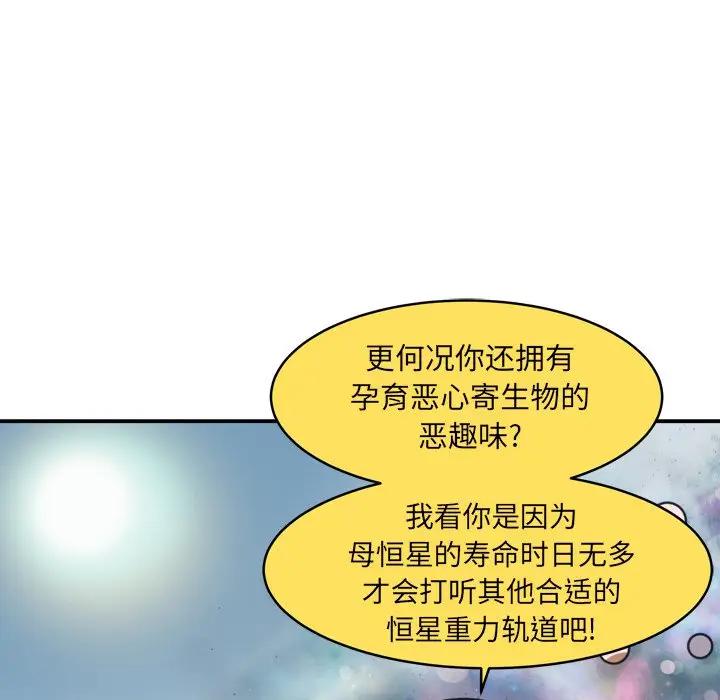 更何况你还拥有
孕育恶心寄生物的
恶趣味?
我看你是因为
母恒星的寿命时日无多
才会打听其他合适的
恒星重力轨道吧!